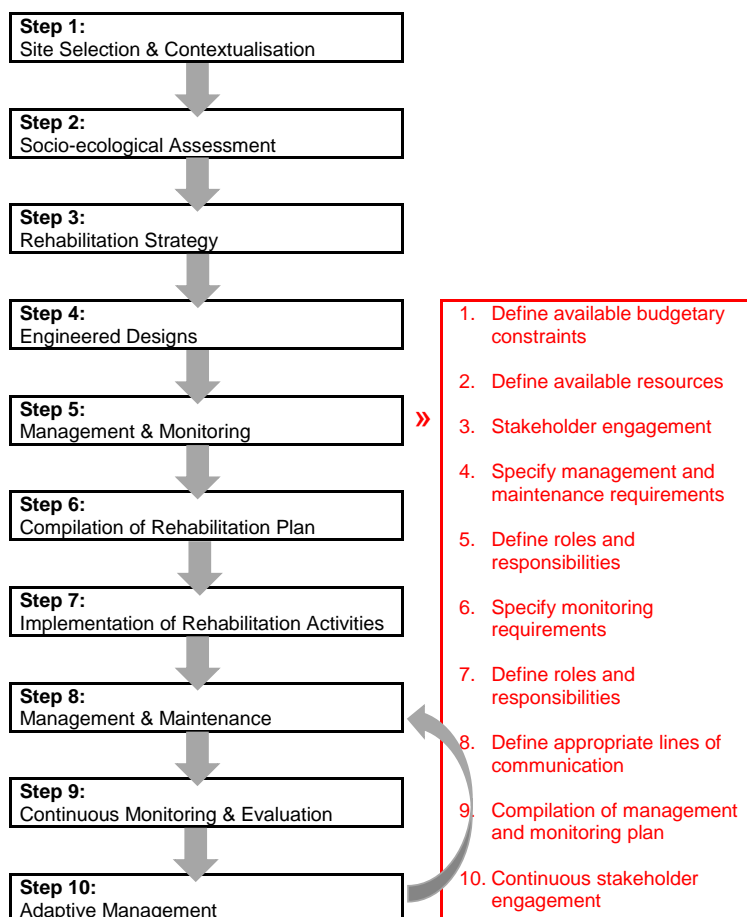 Step 1:
Site Selection & Contextualisation
Step 2:
Socio-ecological Assessment
Step 3:
Rehabilitation Strategy
Step 4:
Engineered Designs
Step 5:
Management & Monitoring
»
Step 6:
Compilation of Rehabilitation Plan
Step 7:
Implementation of Rehabilitation Activities
Step 8:
Management & Maintenance
Step 9:
Continuous Monitoring & Evaluation
Step 10:
Adaptive Management
1. Define available budgetary
constraints
2. Define available resources
3. Stakeholder engagement
4. Specify management and
maintenance requirements
5. Define roles and
responsibilities
6. Specify monitoring
requirements
7. Define roles and
responsibilities
8. Define appropriate lines of
communication
9. Compilation of management
and monitoring plan
10. Continuous stakeholder
engagement